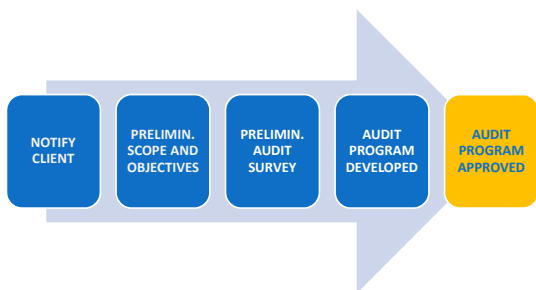 NOTIFY
CLIENT
PRELIMIN.
SCOPE AND
OBJECTIVES
PRELIMIN.
AUDIT
SURVEY
AUDIT
PROGRAM
DEVELOPED
AUDIT
PROGRAM
APPROVED